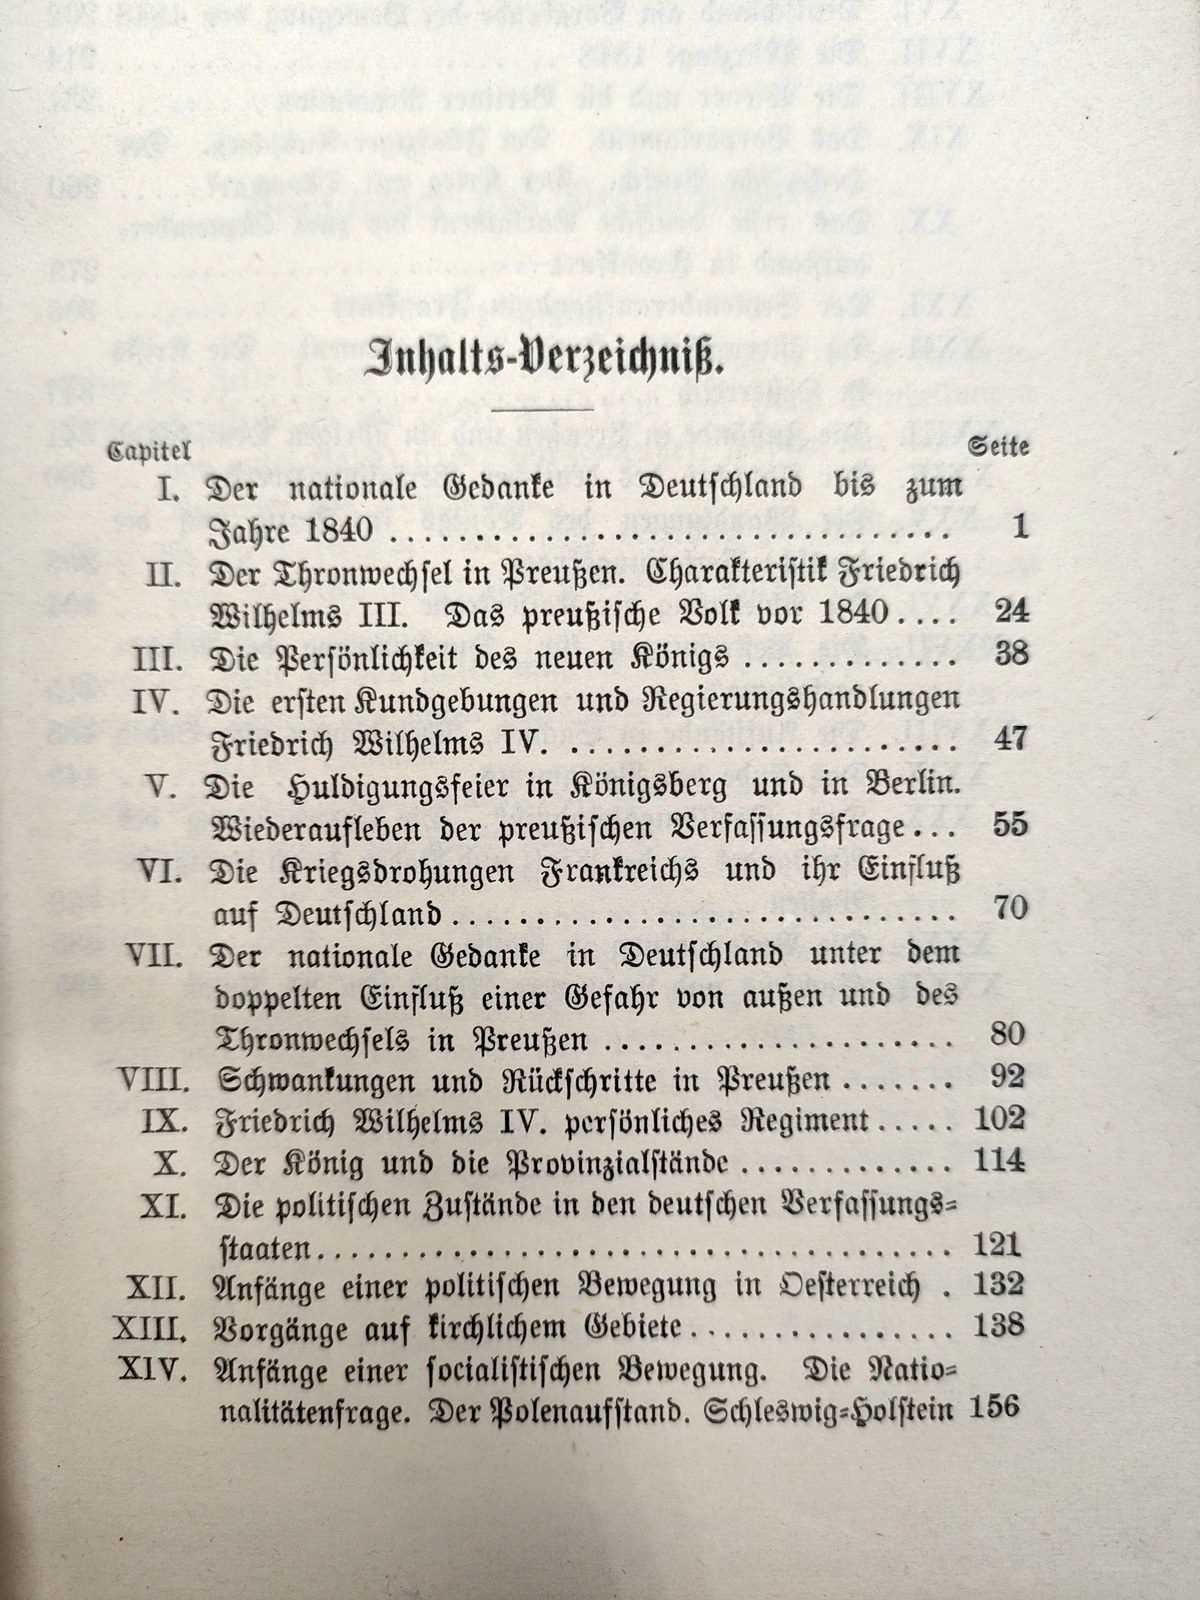 Inhalts-Verzeichniß.
Capitel Seite
I. Der nationale Gedanke in Deutschland bis zum
Jahre 1840 .................................. 1
II. Der Thronwechsel in Preußen. Charakteristik Friedrich
Wilhelms III. Das preußische Volk vor 1840 .... 24
III. Die Persönlichkeit des neuen Königs ............. 38
IV. Die ersten Kundgebungen und Regierungshandlungen
Friedrich Wilhelms IV. ........................ 47
V. Die Huldigungsfeier in Königsberg und in Berlin.
Wiederaufleben der preußischen Verfassungsfrage ... 55
VI. Die Kriegsdrohungen Frankreichs und ihr Einfluß
auf Deutschland ............................... 70
VII. Der nationale Gedanke in Deutschland unter dem
doppelten Einfluß einer Gefahr von außen und des
Thronwechsels in Preußen ...................... 80
VIII. Schwankungen und Rückschritte in Preußen ....... 92
IX. Friedrich Wilhelms IV. persönliches Regiment ..... 102
X. Der König und die Provinzialstände ............. 114
XI. Die politischen Zustände in den deutschen Verfassungs=
staaten ...................................... 121
XII. Anfänge einer politischen Bewegung in Oesterreich . 132
XIII. Vorgänge auf kirchlichem Gebiete ................ 138
XIV. Anfänge einer socialistischen Bewegung. Die Natio=
nalitätenfrage. Der Polenaufstand. Schleswig=Holstein 156